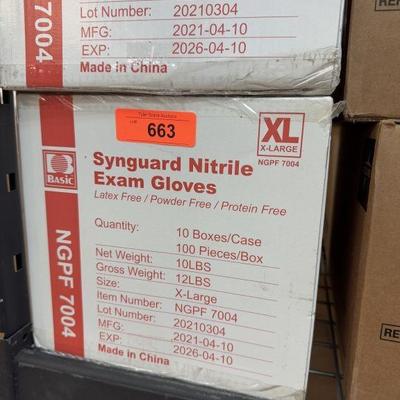 Lot Number: 20210304
MFG: 2021-04-10
EXP: 2026-04-10
Made in China
7004
663
XL
X-LARGE
NGPF 7004
BASIC
Synguard Nitrile
Exam Gloves
Latex Free / Powder Free / Protein Free
Quantity: 10 Boxes/Case
100 Pieces/Box
Net Weight: 10LBS
Gross Weight: 12LBS
Size: X-Large
Item Number: NGPF 7004
Lot Number: 20210304
MFG: 2021-04-10
EXP: 2026-04-10
Made in China
NGPF 7004